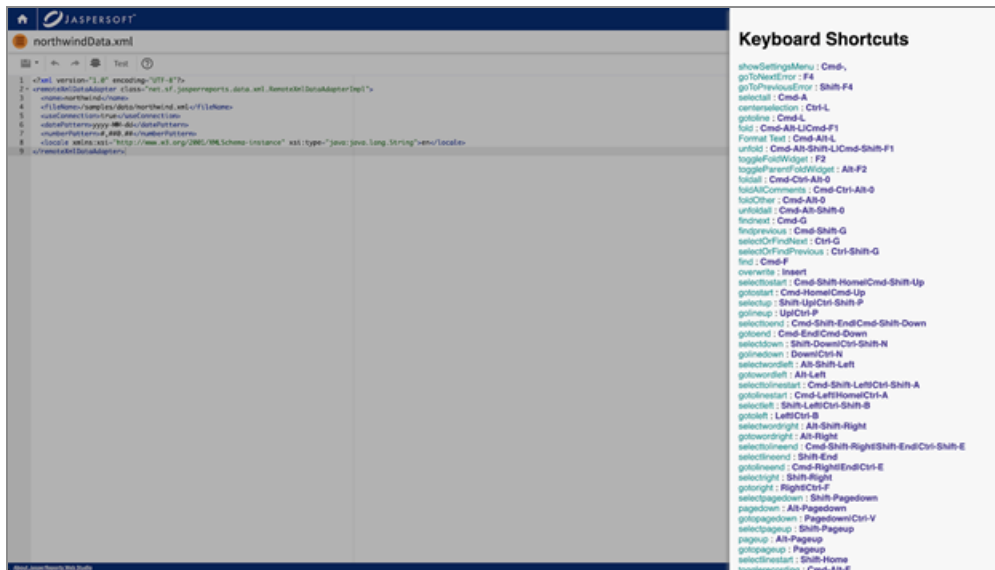 JASPERSOFT
northwindData.xml
Test
1 <?xml version="1.0" encoding="UTF-8"?>
2 <remoteXmlDataAdapter class="net.sf.jasperreports.data.xml.RemoteXmlDataAdapterImpl">
3 <name>northwind</name>
4 <fileName>/samples/data/northwind.xml</fileName>
5 <useConnection>true</useConnection>
6 <datePattern>yyyy-MM-dd</datePattern>
7 <numberPattern>#,##0.##</numberPattern>
8 <locale xmlns:xsi="http://www.w3.org/2001/XMLSchema-instance" xsi:type="java:java.lang.String">en</locale>
9 </remoteXmlDataAdapter>
About JasperReports Web Studio
Keyboard Shortcuts
showSettingsMenu : Cmd-,
goToNextError : F4
goToPreviousError : Shift-F4
selectall : Cmd-A
centerselection : Ctrl-L
gotoline : Cmd-L
fold : Cmd-Alt-L|Cmd-F1
Format Text : Cmd-Alt-L
unfold : Cmd-Alt-Shift-L|Cmd-Shift-F1
toggleFoldWidget : F2
toggleParentFoldWidget : Alt-F2
foldall : Cmd-Ctrl-Alt-0
foldAllComments : Cmd-Ctrl-Alt-0
foldOther : Cmd-Alt-0
unfoldall : Cmd-Alt-Shift-0
findnext : Cmd-G
findprevious : Cmd-Shift-G
selectOrFindNext : Ctrl-G
selectOrFindPrevious : Ctrl-Shift-G
find : Cmd-F
overwrite : Insert
selecttostart : Cmd-Shift-Home|Cmd-Shift-Up
gotostart : Cmd-Home|Cmd-Up
selectup : Shift-Up|Ctrl-Shift-P
golineup : Up|Ctrl-P
selecttoend : Cmd-Shift-End|Cmd-Shift-Down
gotoend : Cmd-End|Cmd-Down
selectdown : Shift-Down|Ctrl-Shift-N
golinedown : Down|Ctrl-N
selectwordleft : Alt-Shift-Left
gotowordleft : Alt-Left
selecttolinestart : Cmd-Shift-Left|Ctrl-Shift-A
gotolinestart : Cmd-Left|Home|Ctrl-A
selectleft : Shift-Left|Ctrl-Shift-B
gotoleft : Left|Ctrl-B
selectwordright : Alt-Shift-Right
gotowordright : Alt-Right
selecttolineend : Cmd-Shift-Right|Shift-End|Ctrl-Shift-E
selectlineend : Shift-End
gotolineend : Cmd-Right|End|Ctrl-E
selectright : Shift-Right
gotoright : Right|Ctrl-F
selectpagedown : Shift-Pagedown
pagedown : Alt-Pagedown
gotopagedown : Pagedown|Ctrl-V
selectpageup : Shift-Pageup
pageup : Alt-Pageup
gotopageup : Pageup
selectlinestart : Shift-Home
togglerecording : Cmd-Alt-E